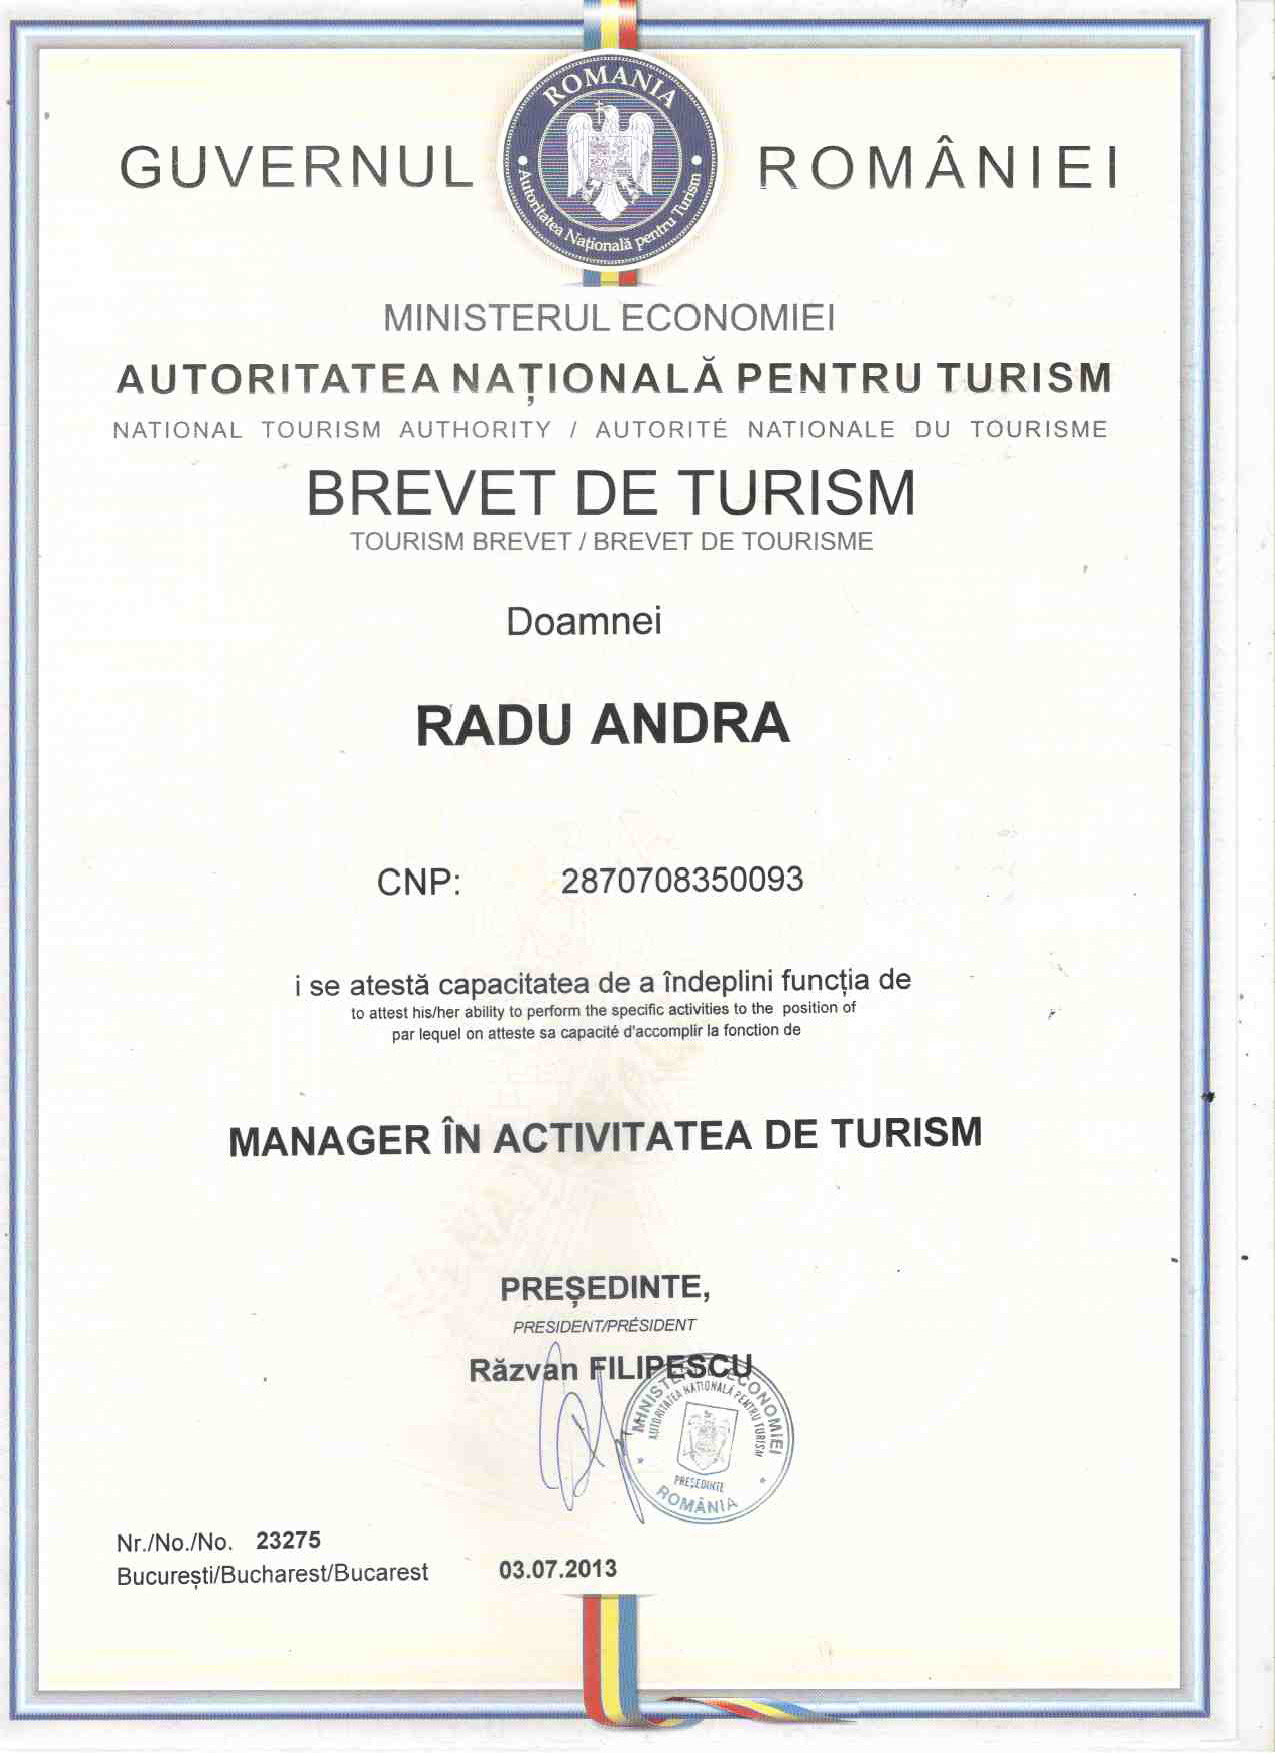 ROMANIA
GUVERNUL ROMÂNIEI
Autoritatea Națională pentru Turism
MINISTERUL ECONOMIEI
AUTORITATEA NAȚIONALĂ PENTRU TURISM
NATIONAL TOURISM AUTHORITY / AUTORITÉ NATIONALE DU TOURISME
BREVET DE TURISM
TOURISM BREVET / BREVET DE TOURISME
Doamnei
RADU ANDRA
CNP: 2870708350093
i se atestă capacitatea de a îndeplini funcția de
to attest his/her ability to perform the specific activities to the position of
par lequel on atteste sa capacité d'accomplir la fonction de
MANAGER ÎN ACTIVITATEA DE TURISM
PREȘEDINTE,
PRESIDENT/PRÉSIDENT
Răzvan FILIPESCU
MINISTERUL ECONOMIEI
AUTORITATEA NAȚIONALĂ PENTRU TURISM
PREȘEDINTE
ROMÂNIA
Nr./No./No. 23275
București/Bucharest/Bucarest 03.07.2013